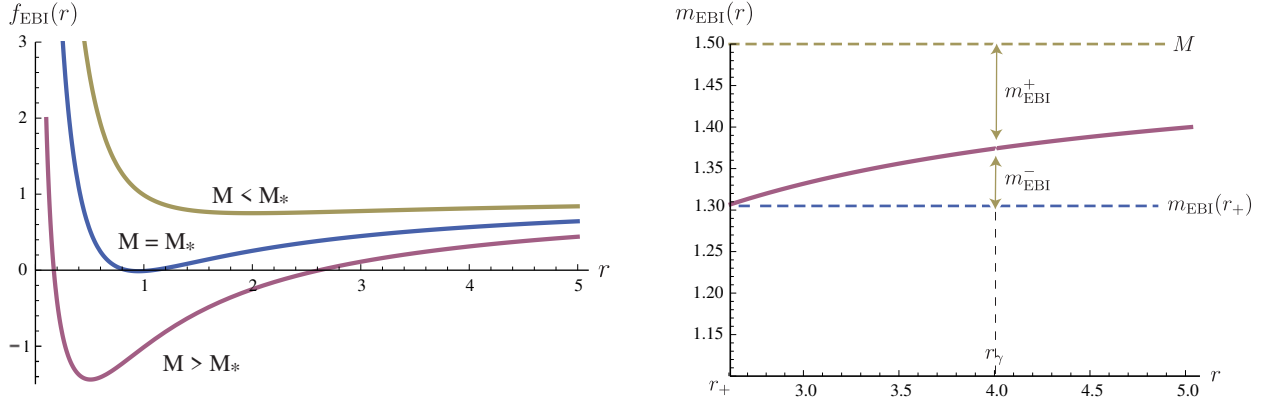 f_EBI(r)
3
2
1
0
−1
1
2
3
4
5
r
M < M*
M = M*
M > M*
m_EBI(r)
1.50
1.45
1.40
1.35
1.30
1.25
1.20
1.15
M
m⁺_EBI
m⁻_EBI
m_EBI(r₊)
r_γ
r₊
3.0
3.5
4.0
4.5
5.0
r